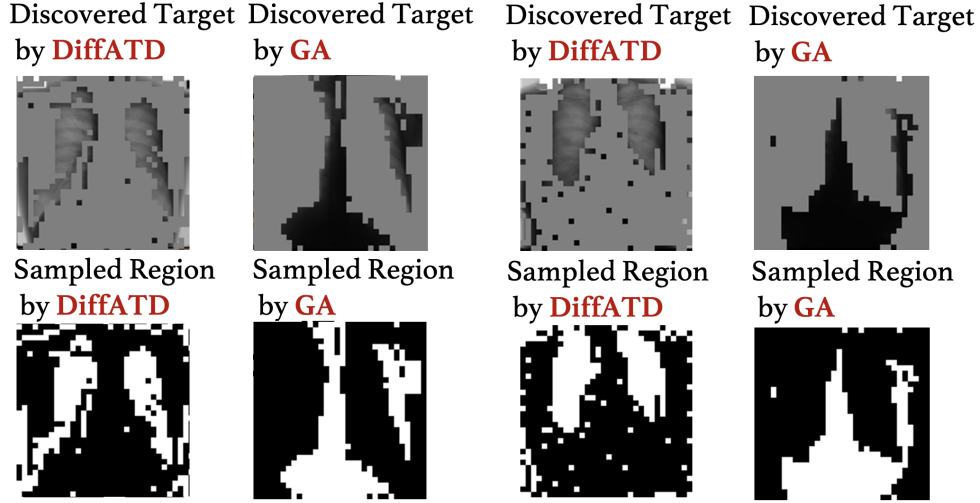 Discovered Target
by DiffATD
Discovered Target
by GA
Discovered Target
by DiffATD
Discovered Target
by GA
Sampled Region
by DiffATD
Sampled Region
by GA
Sampled Region
by DiffATD
Sampled Region
by GA